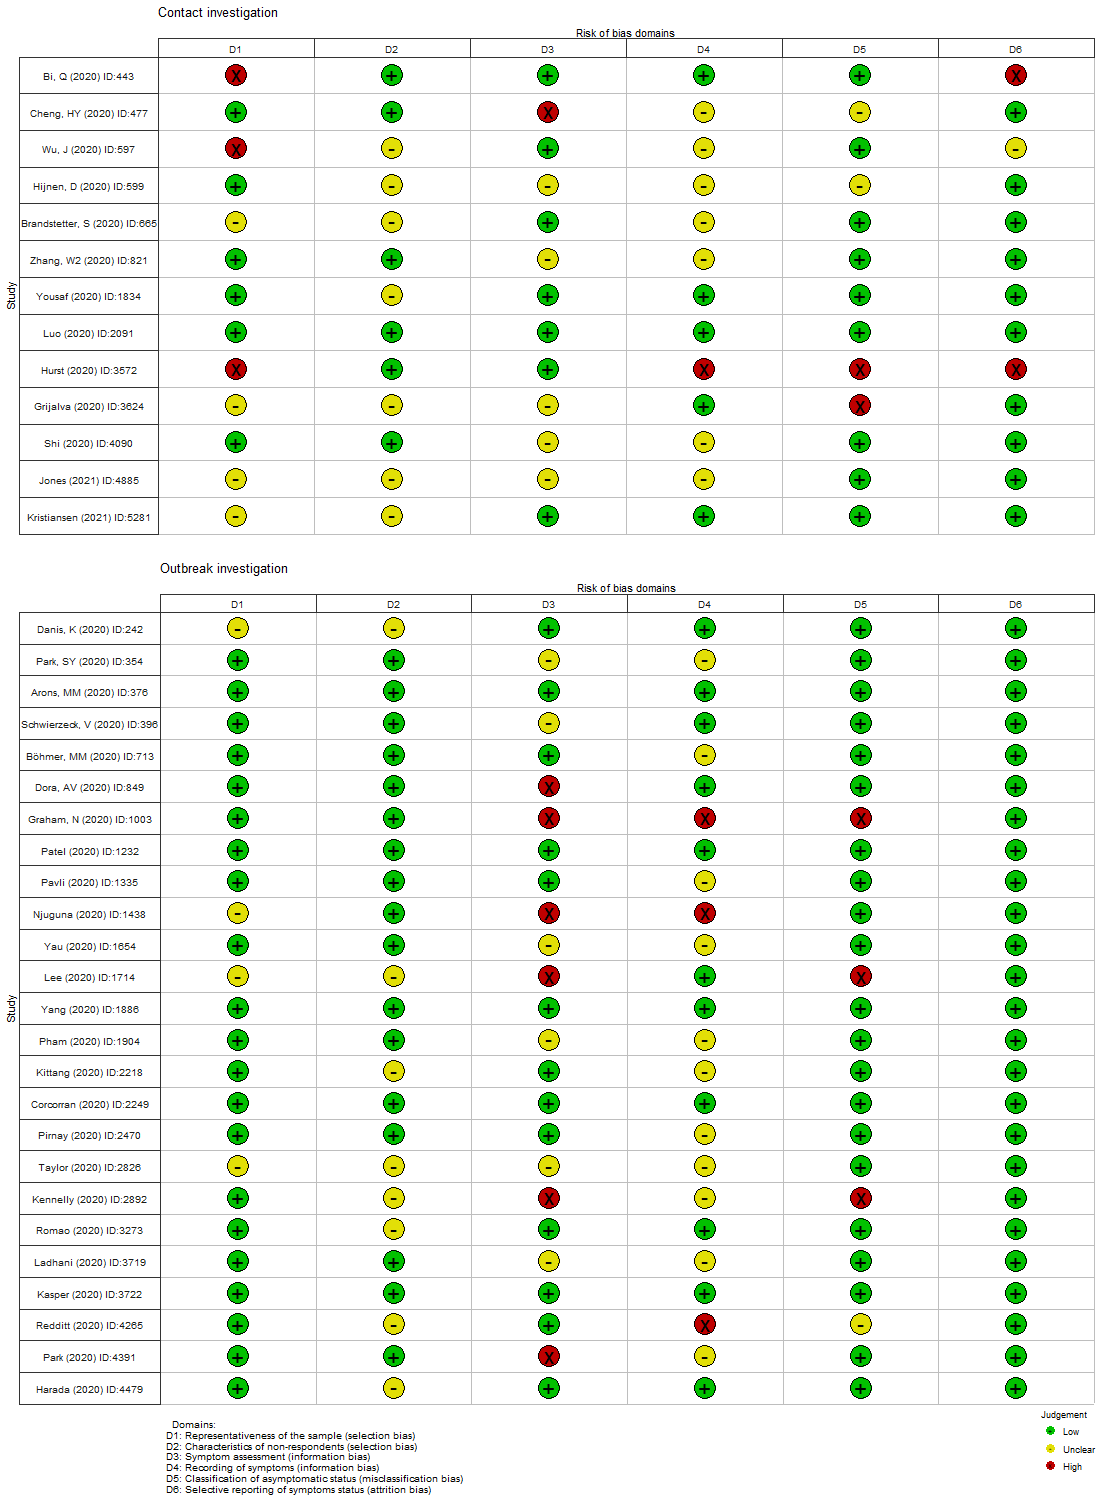 Contact investigation
Risk of bias domains
D1 D2 D3 D4 D5 D6
Study
Bi, Q (2020) ID:443 X + + + + X
Cheng, HY (2020) ID:477 + + X - - +
Wu, J (2020) ID:597 X - + - + -
Hijnen, D (2020) ID:599 + - - - - +
Brandstetter, S (2020) ID:665 - - + - + +
Zhang, W2 (2020) ID:821 + + - - + +
Yousaf (2020) ID:1834 + - + + + +
Luo (2020) ID:2091 + + + + + +
Hurst (2020) ID:3572 X + + X X X
Grijalva (2020) ID:3624 - - - + X +
Shi (2020) ID:4090 + + - - + +
Jones (2021) ID:4885 - - - - + +
Kristiansen (2021) ID:5281 - - + + + +
Outbreak investigation
Risk of bias domains
D1 D2 D3 D4 D5 D6
Study
Danis, K (2020) ID:242 - - + + + +
Park, SY (2020) ID:354 + + - - + +
Arons, MM (2020) ID:376 + + + + + +
Schwierzeck, V (2020) ID:396 + + - + + +
Böhmer, MM (2020) ID:713 + + + - + +
Dora, AV (2020) ID:849 + + X + + +
Graham, N (2020) ID:1003 + + X X X +
Patel (2020) ID:1232 + + + + + +
Pavli (2020) ID:1335 + + + - + +
Njuguna (2020) ID:1438 - + X X + +
Yau (2020) ID:1654 + + - - + +
Lee (2020) ID:1714 - - X + X +
Yang (2020) ID:1886 + + + + + +
Pham (2020) ID:1904 + + - - + +
Kittang (2020) ID:2218 + - + - + +
Corcorran (2020) ID:2249 + + + + + +
Pirnay (2020) ID:2470 + + + - + +
Taylor (2020) ID:2826 - - - - + +
Kennelly (2020) ID:2892 + - X - X +
Romao (2020) ID:3273 + - + + + +
Ladhani (2020) ID:3719 + + - - + +
Kasper (2020) ID:3722 + + + + + +
Redditt (2020) ID:4265 + - + X - +
Park (2020) ID:4391 + + X - + +
Harada (2020) ID:4479 + - + + + +
Domains:
D1: Representativeness of the sample (selection bias)
D2: Characteristics of non-respondents (selection bias)
D3: Symptom assessment (information bias)
D4: Recording of symptoms (information bias)
D5: Classification of asymptomatic status (misclassification bias)
D6: Selective reporting of symptoms status (attrition bias)
Judgement
Low
Unclear
High